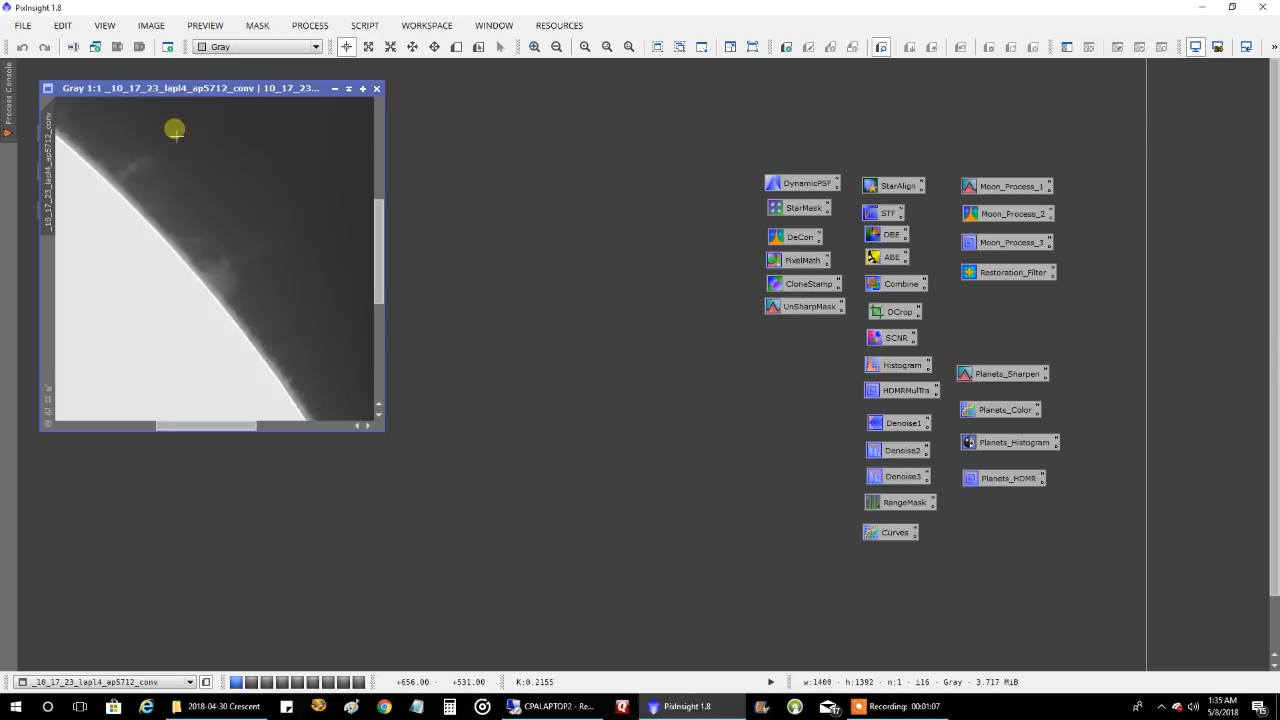 PixInsight 1.8
FILE EDIT VIEW IMAGE PREVIEW MASK PROCESS SCRIPT WORKSPACE WINDOW RESOURCES
Gray
Process Console
Gray 1:1 _10_17_23_lapl4_ap5712_conv | 10_17_23...
_10_17_23_lapl4_ap5712_conv
DynamicPSF
StarMask
DeCon
PixelMath
CloneStamp
UnSharpMask
StarAlign
STF
DBE
ABE
Combine
DCrop
SCNR
Histogram
HDMRMulTra
Denoise1
Denoise2
Denoise3
RangeMask
Curves
Moon_Process_1
Moon_Process_2
Moon_Process_3
Restoration_Filter
Planets_Sharpen
Planets_Color
Planets_Histogram
Planets_HDMR
_10_17_23_lapl4_ap5712_conv +656.00 · +531.00 K:0.2155 w:1400 · h:1392 · n:1 · i16 · Gray · 3.717 MiB
2018-04-30 Crescent CPALAPTOP2 - Re... PixInsight 1.8 17 Recording: 00:01:07 1:35 AM
5/8/2018 15